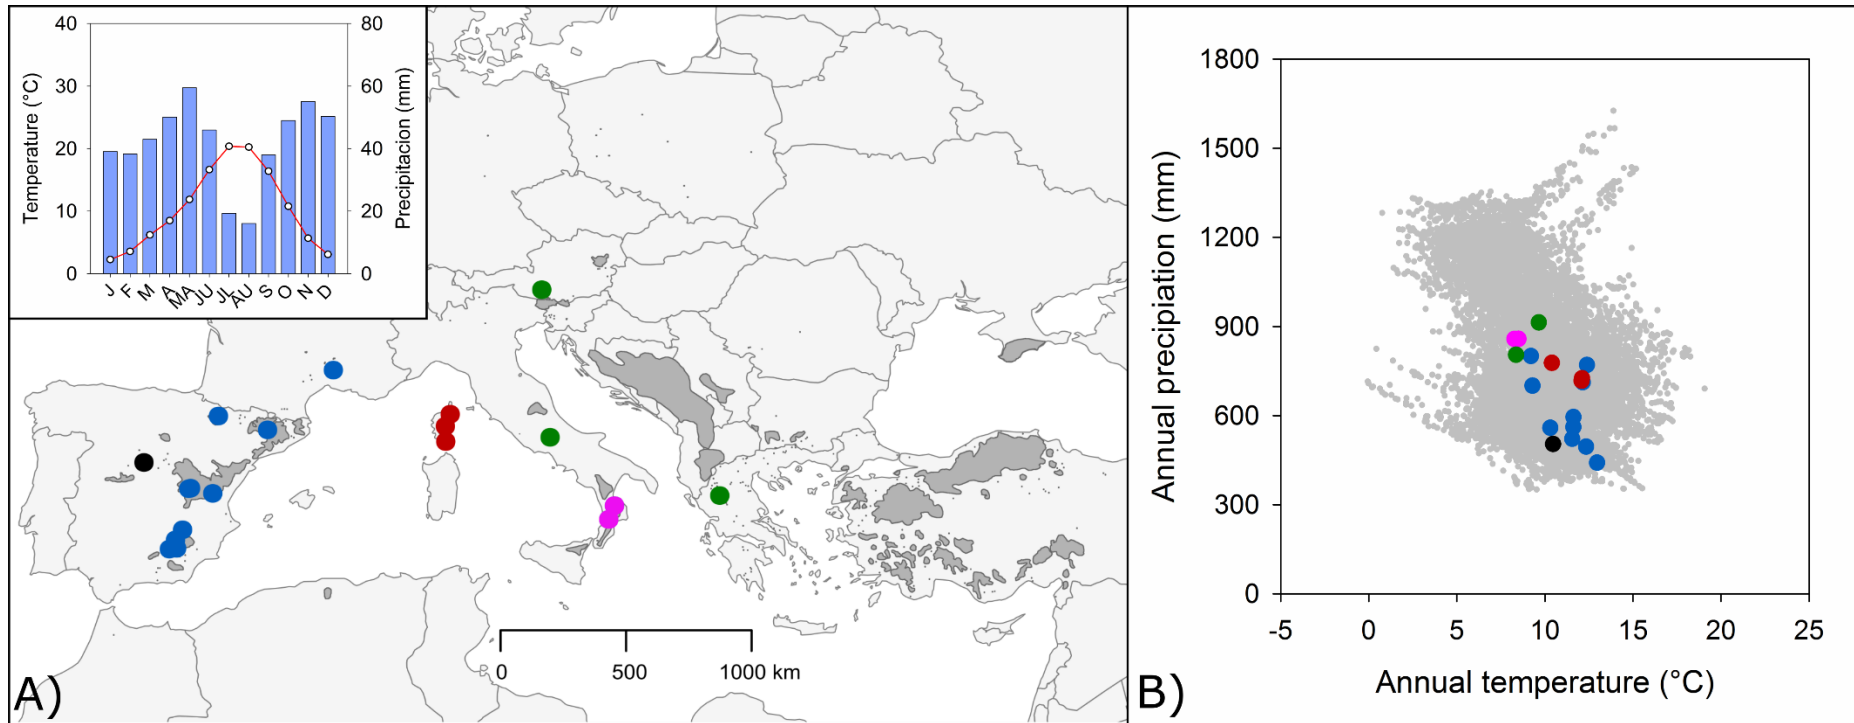 40
80
30
60
20
40
10
20
0
0
Temperature (°C)
Precipitacion (mm)
J F M A MA JU JL AU S O N D
0 500 1000 km
A)
1800
1500
1200
900
600
300
0
-5 0 5 10 15 20 25
Annual precipiation (mm)
Annual temperature (°C)
B)